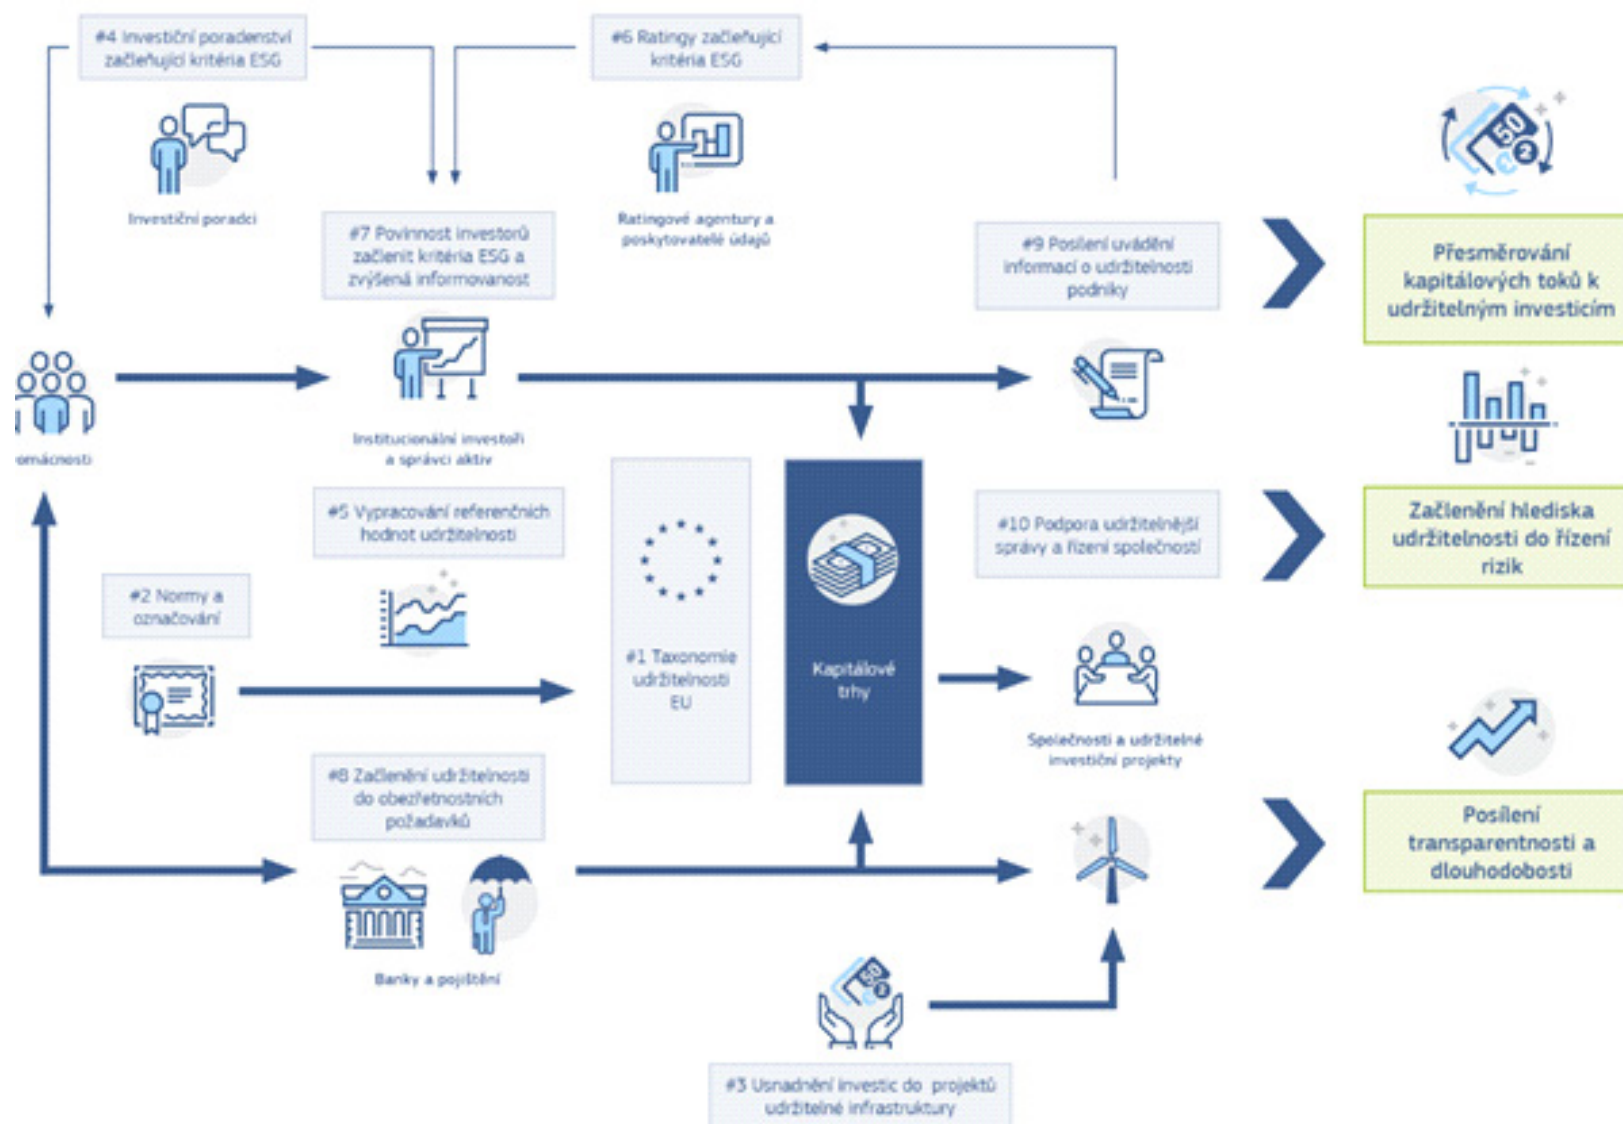 #4 Investiční poradenství
začleňující kritéria ESG
#6 Ratingy začleňující
kritéria ESG
Investiční poradci
Ratingové agentury a
poskytovatelé údajů
#7 Povinnost investorů
začlenit kritéria ESG a
zvýšená informovanost
#9 Posílení uvádění
informací o udržitelnosti
podniky
50
2
Přesměrování
kapitálových toků k
udržitelným investicím
omácnosti
Institucionální investoři
a správci aktiv
#5 Vypracování referenčních
hodnot udržitelnosti
#10 Podpora udržitelnější
správy a řízení společností
Začlenění hlediska
udržitelnosti do řízení
rizik
#2 Normy a
označování
#1 Taxonomie
udržitelnosti
EU
Kapitálové
trhy
Společnosti a udržitelné
investiční projekty
#8 Začlenění udržitelnosti
do obezřetnostních
požadavků
Posílení
transparentnosti a
dlouhodobosti
Banky a pojištění
50
2
#3 Usnadnění investic do projektů
udržitelné infrastruktury